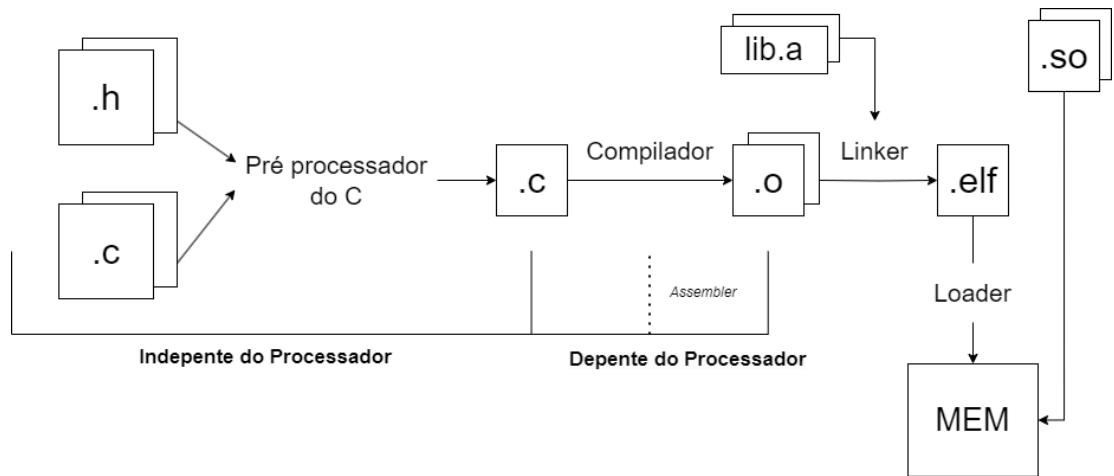 lib.a
.so
.h
Pré processador
do C
.c
Compilador
.o
Linker
.elf
.c
Assembler
Loader
Indepente do Processador
Depente do Processador
MEM